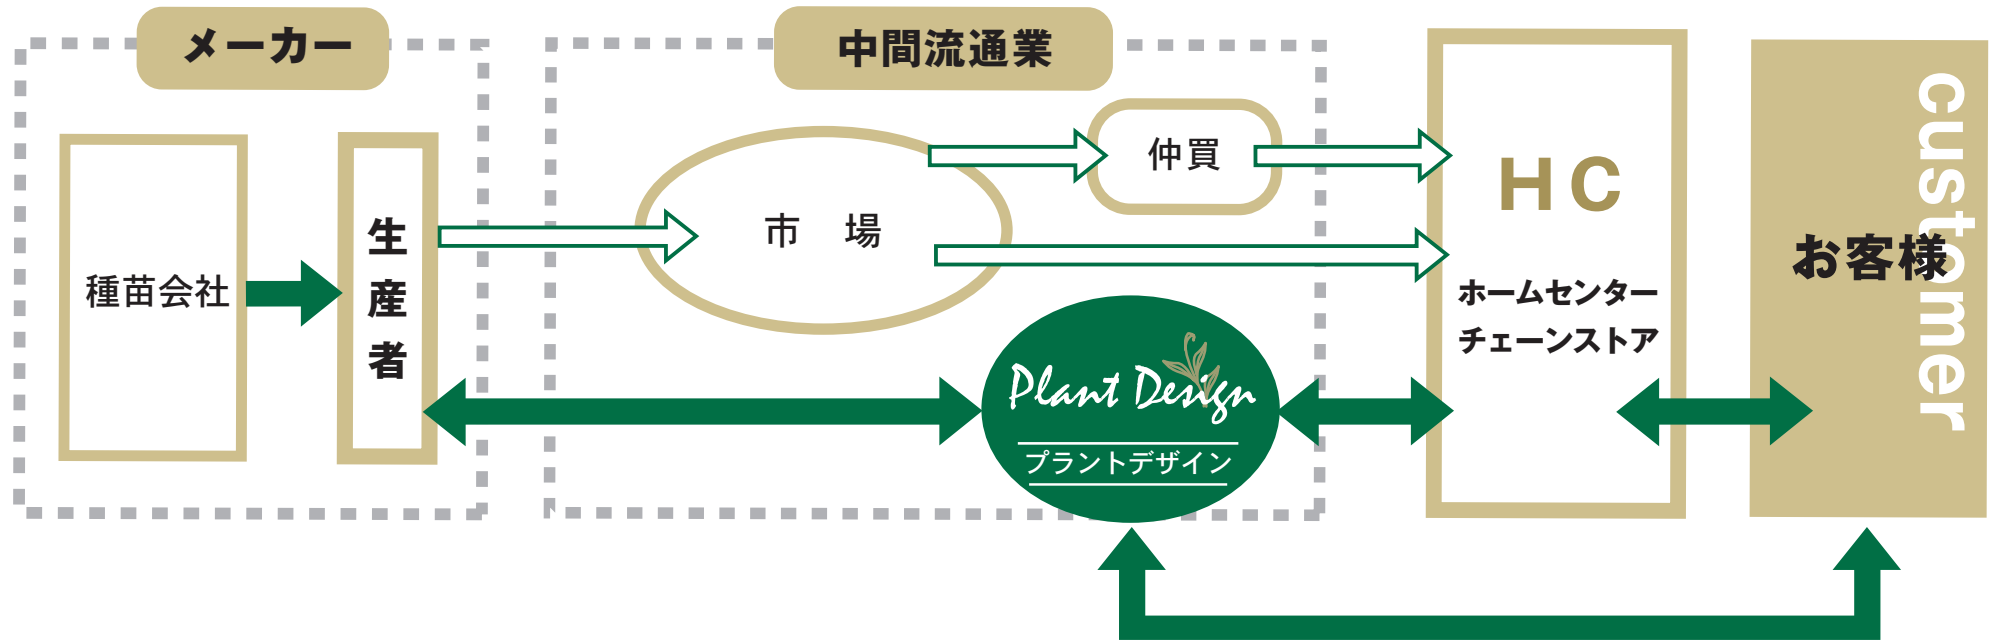 メーカー
種苗会社
生産者
中間流通業
市場
仲買
Plant Design
プラントデザイン
HC
ホームセンター
チェーンストア
customer
お客様